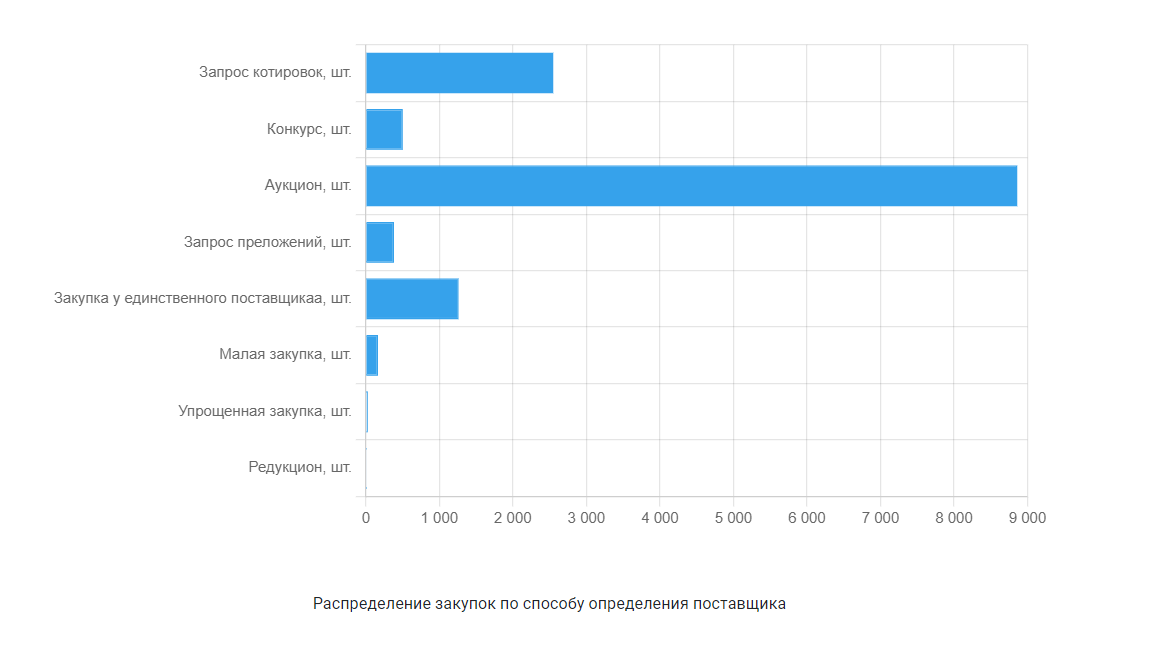 Запрос котировок, шт.
Конкурс, шт.
Аукцион, шт.
Запрос преложений, шт.
Закупка у единственного поставщикаа, шт.
Малая закупка, шт.
Упрощенная закупка, шт.
Редукцион, шт.
0 1 000 2 000 3 000 4 000 5 000 6 000 7 000 8 000 9 000
Распределение закупок по способу определения поставщика